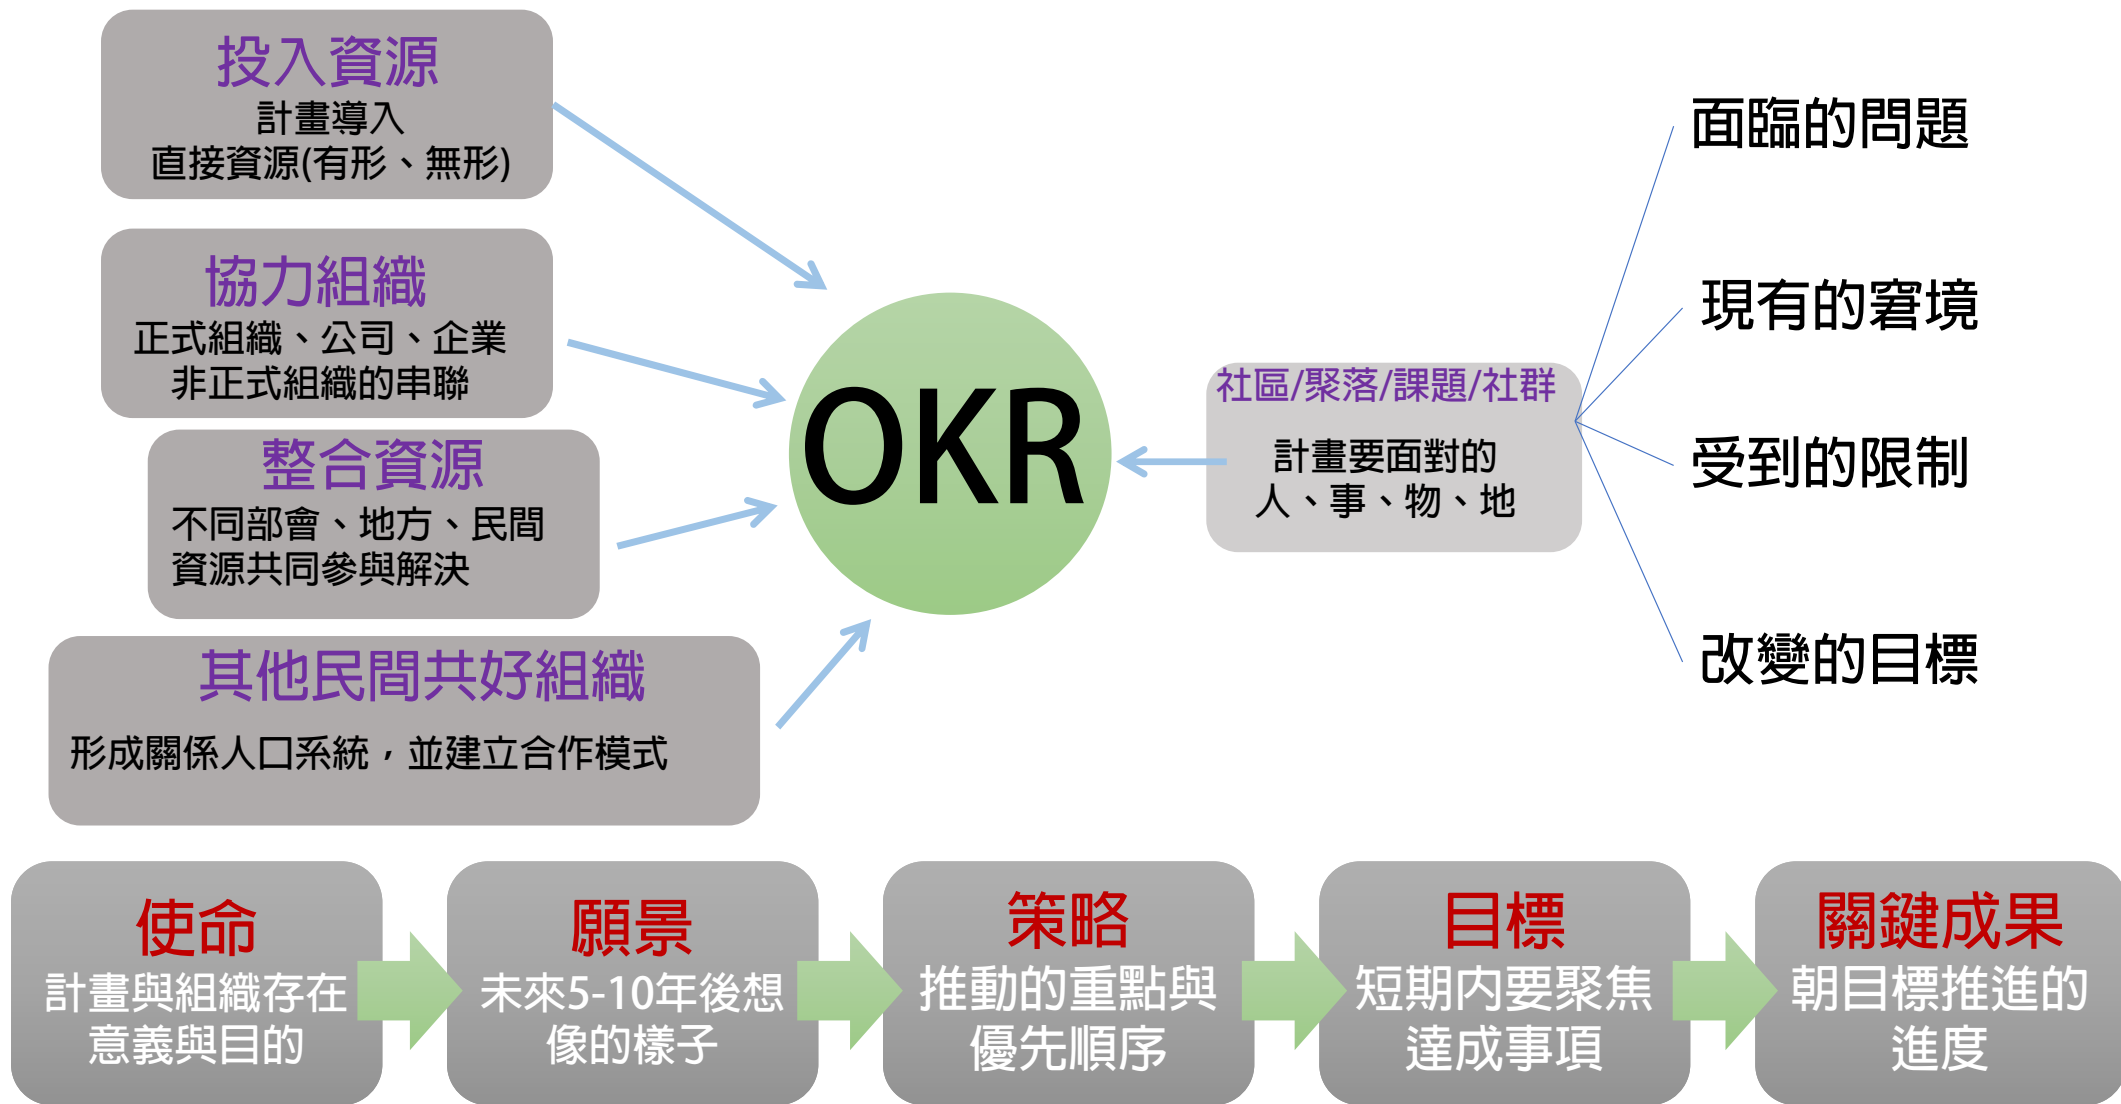 投入資源
計畫導入
直接資源(有形、無形)
協力組織
正式組織、公司、企業
非正式組織的串聯
整合資源
不同部會、地方、民間
資源共同參與解決
其他民間共好組織
形成關係人口系統，並建立合作模式
OKR
社區/聚落/課題/社群
計畫要面對的
人、事、物、地
面臨的問題
現有的窘境
受到的限制
改變的目標
使命
計畫與組織存在
意義與目的
願景
未來5-10年後想
像的樣子
策略
推動的重點與
優先順序
目標
短期内要聚焦
達成事項
關鍵成果
朝目標推進的
進度